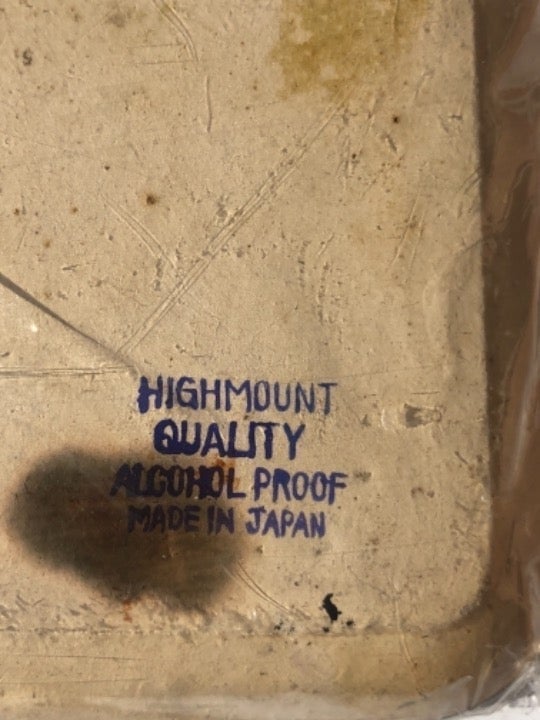 HIGHMOUNT
QUALITY
ALCOHOL PROOF
MADE IN JAPAN